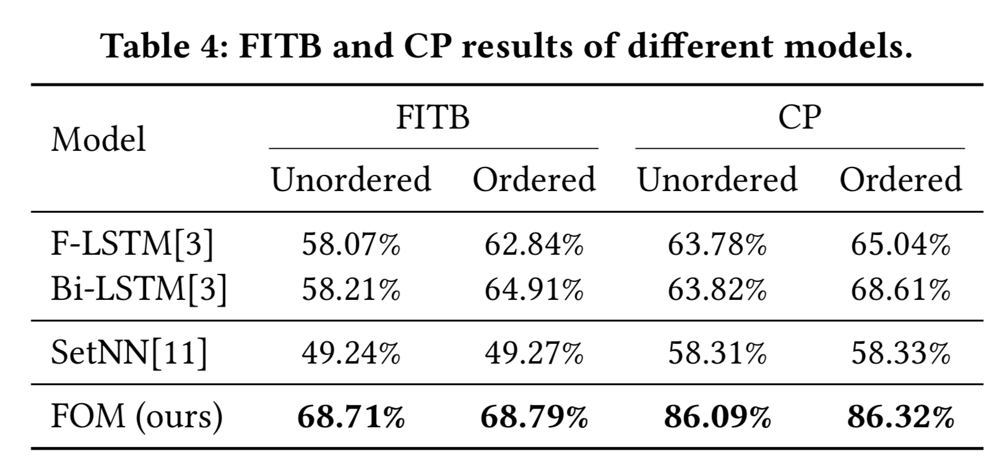 Table 4: FITB and CP results of different models.
Model FITB CP
Unordered Ordered Unordered Ordered
F-LSTM[3] 58.07% 62.84% 63.78% 65.04%
Bi-LSTM[3] 58.21% 64.91% 63.82% 68.61%
SetNN[11] 49.24% 49.27% 58.31% 58.33%
FOM (ours) 68.71% 68.79% 86.09% 86.32%